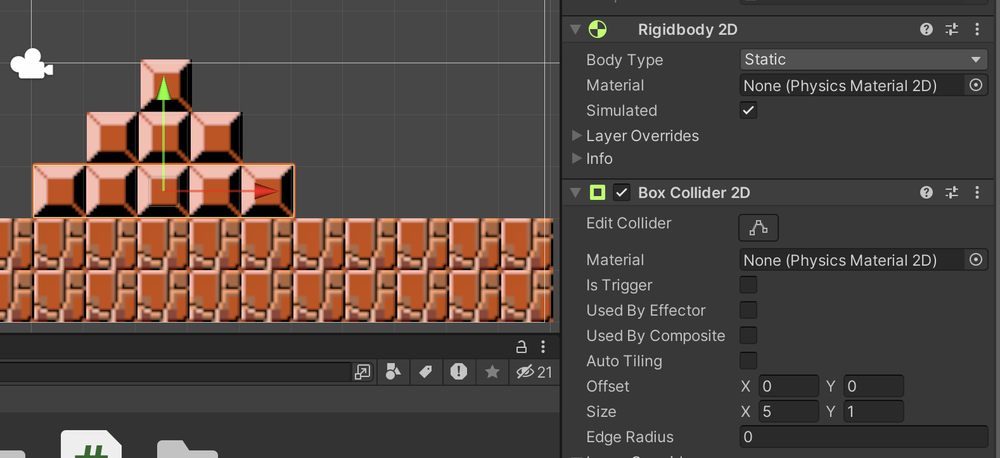 Rigidbody 2D
Body Type Static
Material None (Physics Material 2D)
Simulated
Layer Overrides
Info
Box Collider 2D
Edit Collider
Material None (Physics Material 2D)
Is Trigger
Used By Effector
Used By Composite
Auto Tiling
Offset X 0 Y 0
Size X 5 Y 1
Edge Radius 0
21
#